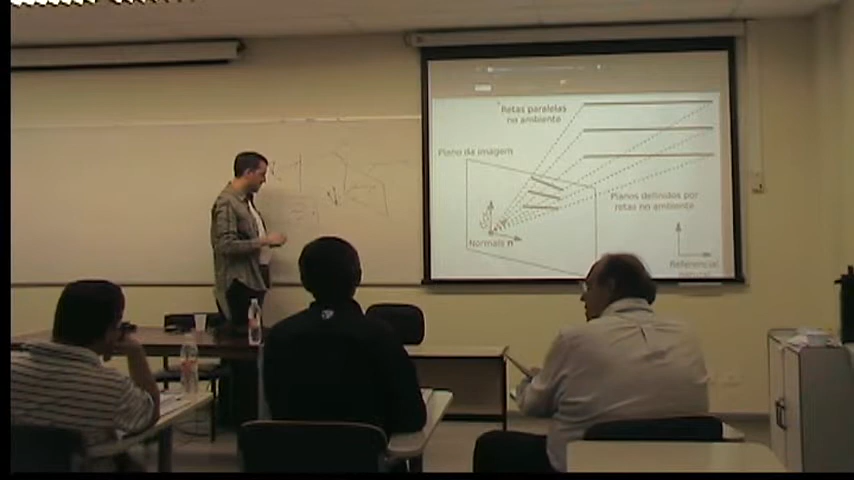 Retas paralelas
no ambiente
Plano da imagem
Planos definidos por
retas no ambiente
Normais n
Referencial